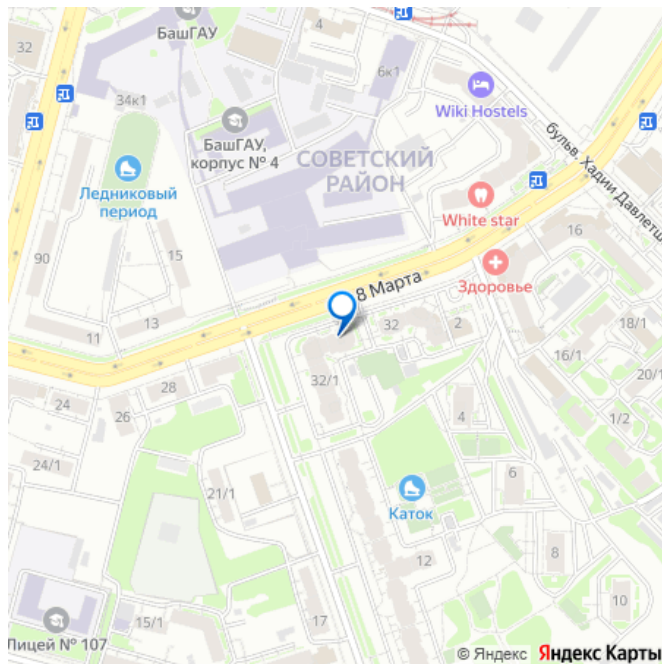 БашГАУ
32
4
34к1
6к1
Wiki Hostels
БашГАУ,
корпус № 4
СОВЕТСКИЙ
РАЙОН
бульв. Хадии Давлетш
Ледниковый
период
White star
90
15
16
Здоровье
8 Марта
11
13
32
2
18/1
16/1
20/1
32/1
28
24
26
4
1/2
24/1
21/1
6
Каток
12
8
10
Лицей № 107
15/1
17
© Яндекс Яндекс Карты